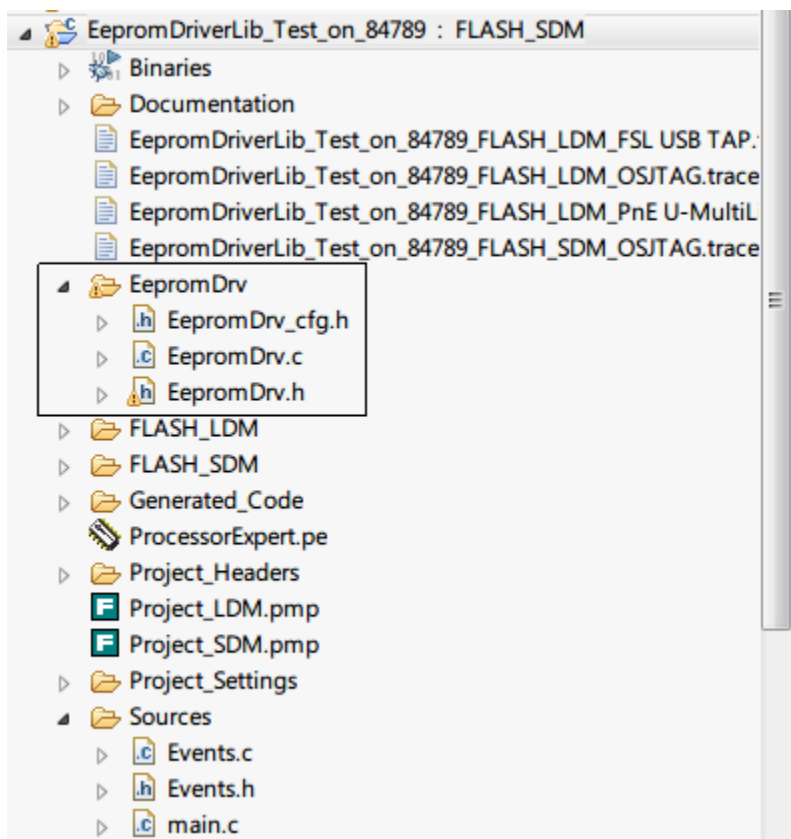 EepromDriverLib_Test_on_84789 : FLASH_SDM
Binaries
Documentation
EepromDriverLib_Test_on_84789_FLASH_LDM_FSL USB TAP.
EepromDriverLib_Test_on_84789_FLASH_LDM_OSJTAG.trace
EepromDriverLib_Test_on_84789_FLASH_LDM_PnE U-MultiL
EepromDriverLib_Test_on_84789_FLASH_SDM_OSJTAG.trace
EepromDrv
.h EepromDrv_cfg.h
.c EepromDrv.c
h EepromDrv.h
FLASH_LDM
FLASH_SDM
Generated_Code
ProcessorExpert.pe
Project_Headers
F Project_LDM.pmp
F Project_SDM.pmp
Project_Settings
Sources
.c Events.c
.h Events.h
.c main.c